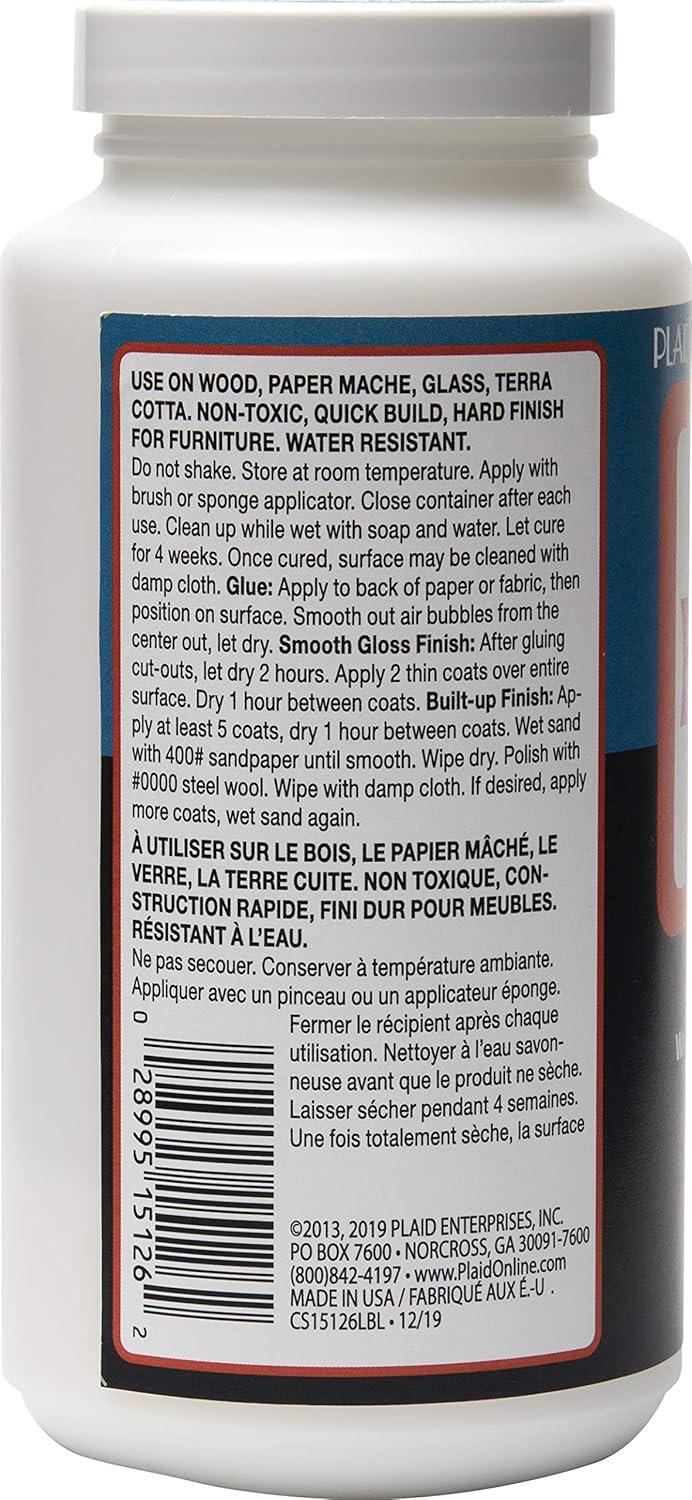 PLAI
USE ON WOOD, PAPER MACHE, GLASS, TERRA
COTTA. NON-TOXIC, QUICK BUILD, HARD FINISH
FOR FURNITURE. WATER RESISTANT.
Do not shake. Store at room temperature. Apply with
brush or sponge applicator. Close container after each
use. Clean up while wet with soap and water. Let cure
for 4 weeks. Once cured, surface may be cleaned with
damp cloth. Glue: Apply to back of paper or fabric, then
position on surface. Smooth out air bubbles from the
center out, let dry. Smooth Gloss Finish: After gluing
cut-outs, let dry 2 hours. Apply 2 thin coats over entire
surface. Dry 1 hour between coats. Built-up Finish: Ap-
ply at least 5 coats, dry 1 hour between coats. Wet sand
with 400# sandpaper until smooth. Wipe dry. Polish with
#0000 steel wool. Wipe with damp cloth. If desired, apply
more coats, wet sand again.
À UTILISER SUR LE BOIS, LE PAPIER MÂCHÉ, LE
VERRE, LA TERRE CUITE. NON TOXIQUE, CON-
STRUCTION RAPIDE, FINI DUR POUR MEUBLES.
RÉSISTANT À L'EAU.
Ne pas secouer. Conserver à température ambiante.
Appliquer avec un pinceau ou un applicateur éponge.
Fermer le récipient après chaque
utilisation. Nettoyer à l'eau savon-
neuse avant que le produit ne sèche.
Laisser sécher pendant 4 semaines.
Une fois totalement sèche, la surface
0 28995 15126 2
©2013, 2019 PLAID ENTERPRISES, INC.
PO BOX 7600 • NORCROSS, GA 30091-7600
(800)842-4197 • www.PlaidOnline.com
MADE IN USA / FABRIQUÉ AUX É.-U .
CS15126LBL • 12/19